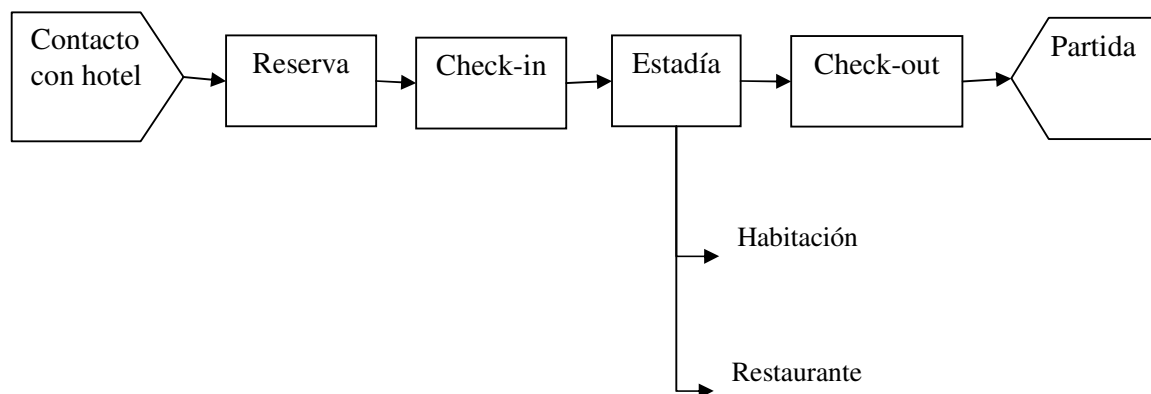 Contacto
con hotel
Reserva
Check-in
Estadía
Check-out
Partida
Habitación
Restaurante